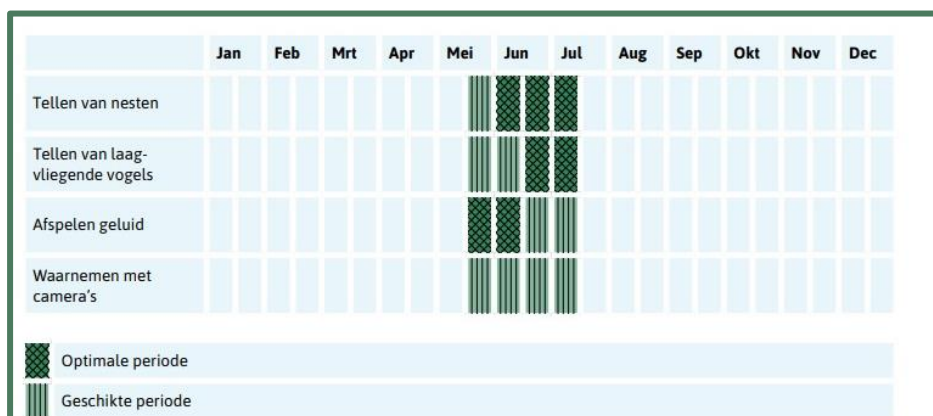 Jan Feb Mrt Apr Mei Jun Jul Aug Sep Okt Nov Dec
Tellen van nesten
Tellen van laag-
vliegende vogels
Afspelen geluid
Waarnemen met
camera’s
Optimale periode
Geschikte periode